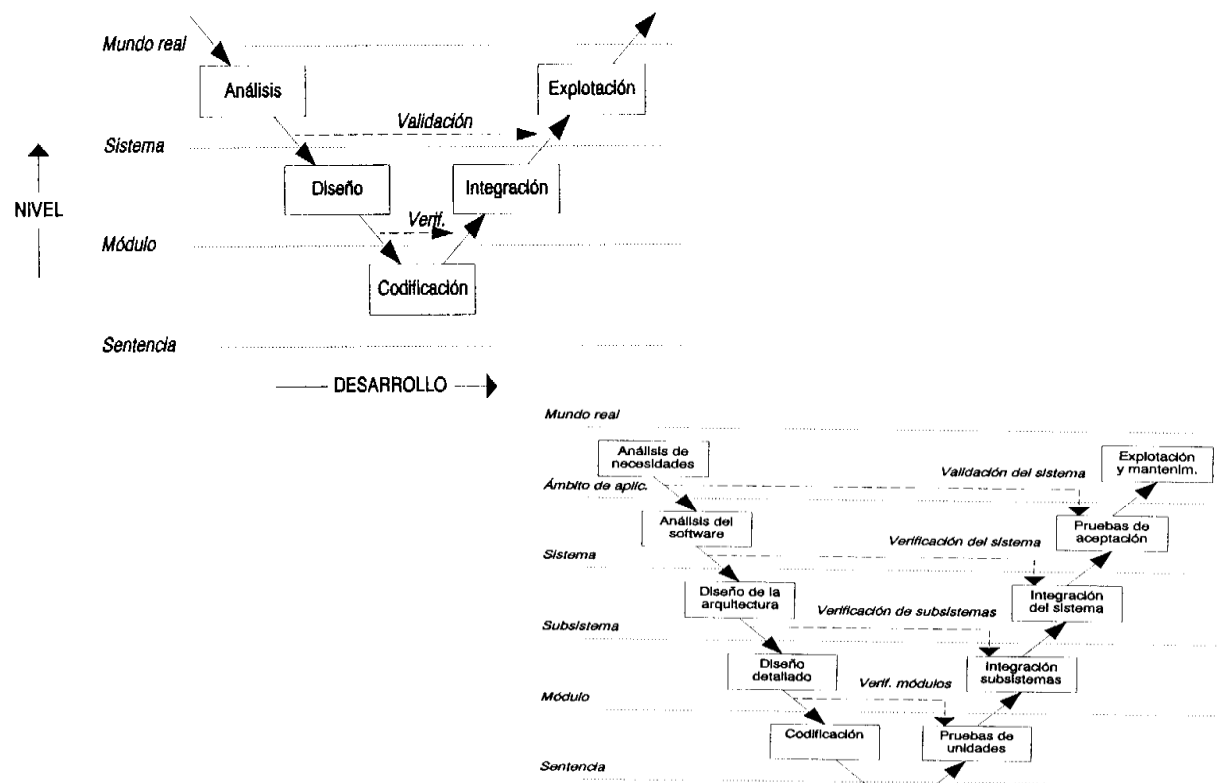 Mundo real
Análisis
Explotación
Validación
Sistema
Diseño
Integración
NIVEL
Verif.
Módulo
Codificación
Sentencia
DESARROLLO
Mundo real
Análisis de
necesidades
Explotación
y mantenim.
Validación del sistema
Ámbito de aplic.
Análisis del
software
Pruebas de
aceptación
Verificación del sistema
Sistema
Diseño de la
arquitectura
Integración
del sistema
Verificación de subsistemas
Subsistema
Diseño
detallado
Integración
subsistemas
Verif. módulos
Módulo
Codificación
Pruebas de
unidades
Sentencia